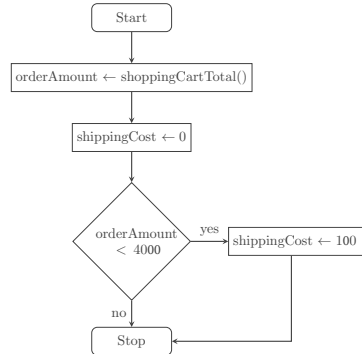 Start
orderAmount ← shoppingCartTotal()
shippingCost ← 0
orderAmount
< 4000
yes
shippingCost ← 100
no
Stop